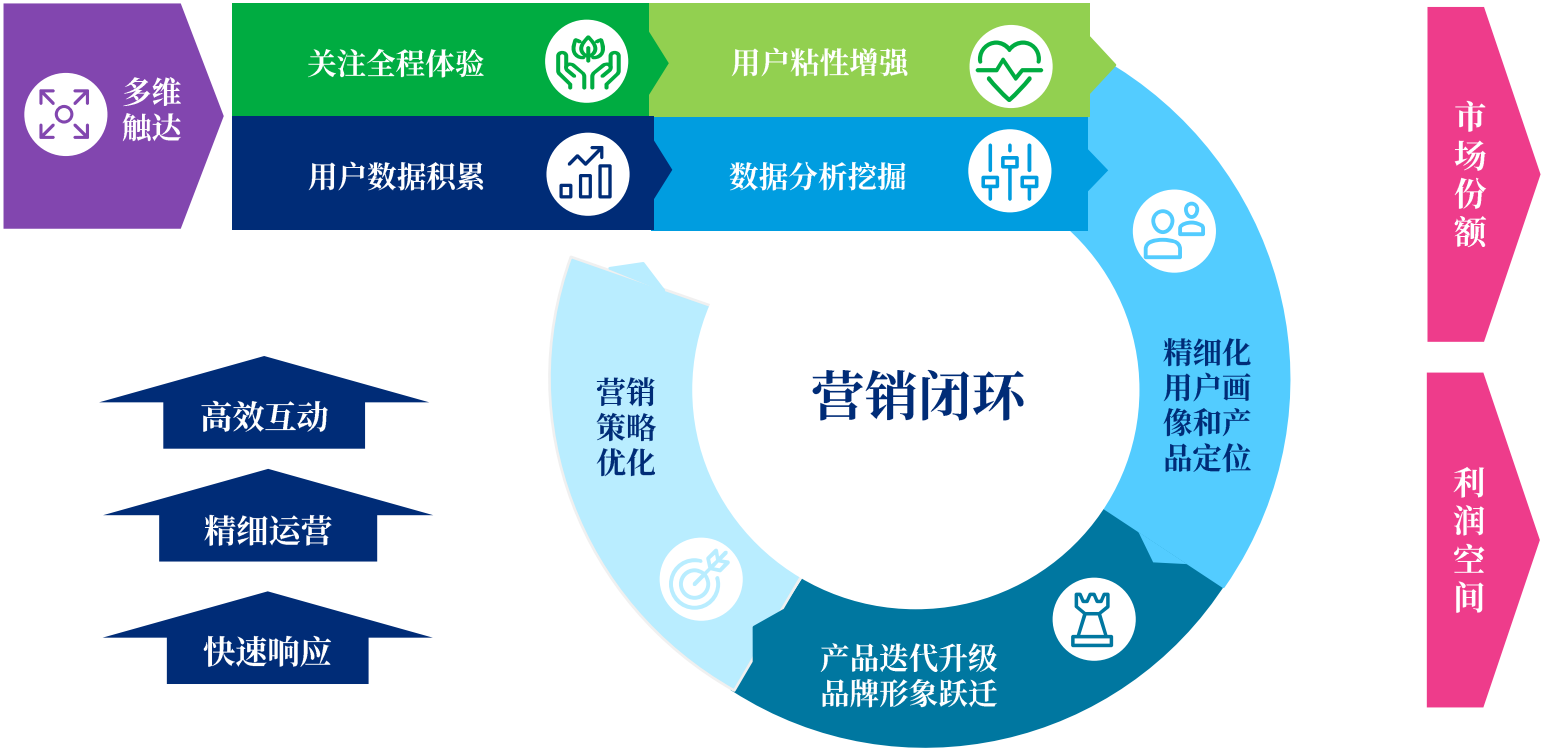 多维
触达
关注全程体验
用户粘性增强
用户数据积累
数据分析挖掘
市
场
份
额
利
润
空
间
精细化
用户画
像和产
品定位
营销闭环
营销
策略
优化
产品迭代升级
品牌形象跃迁
高效互动
精细运营
快速响应